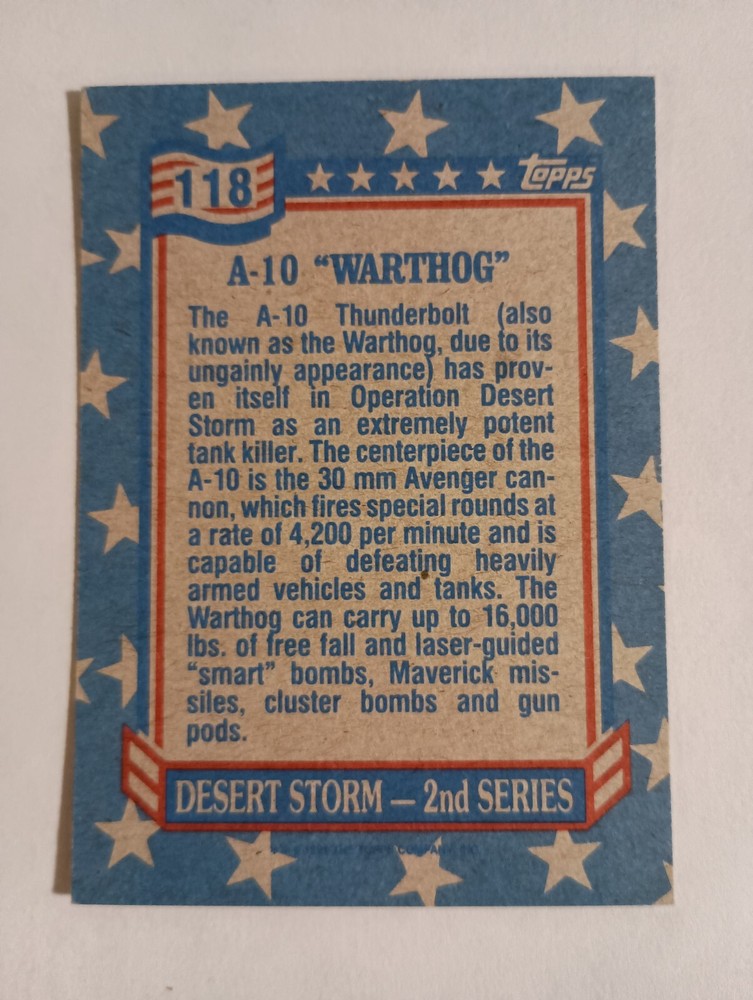 118
topps
A-10 “WARTHOG”
The A-10 Thunderbolt (also
known as the Warthog, due to its
ungainly appearance) has prov-
en itself in Operation Desert
Storm as an extremely potent
tank killer. The centerpiece of the
A-10 is the 30 mm Avenger can-
non, which fires special rounds at
a rate of 4,200 per minute and is
capable of defeating heavily
armed vehicles and tanks. The
Warthog can carry up to 16,000
lbs. of free fall and laser-guided
“smart” bombs, Maverick mis-
siles, cluster bombs and gun
pods.
DESERT STORM — 2nd SERIES